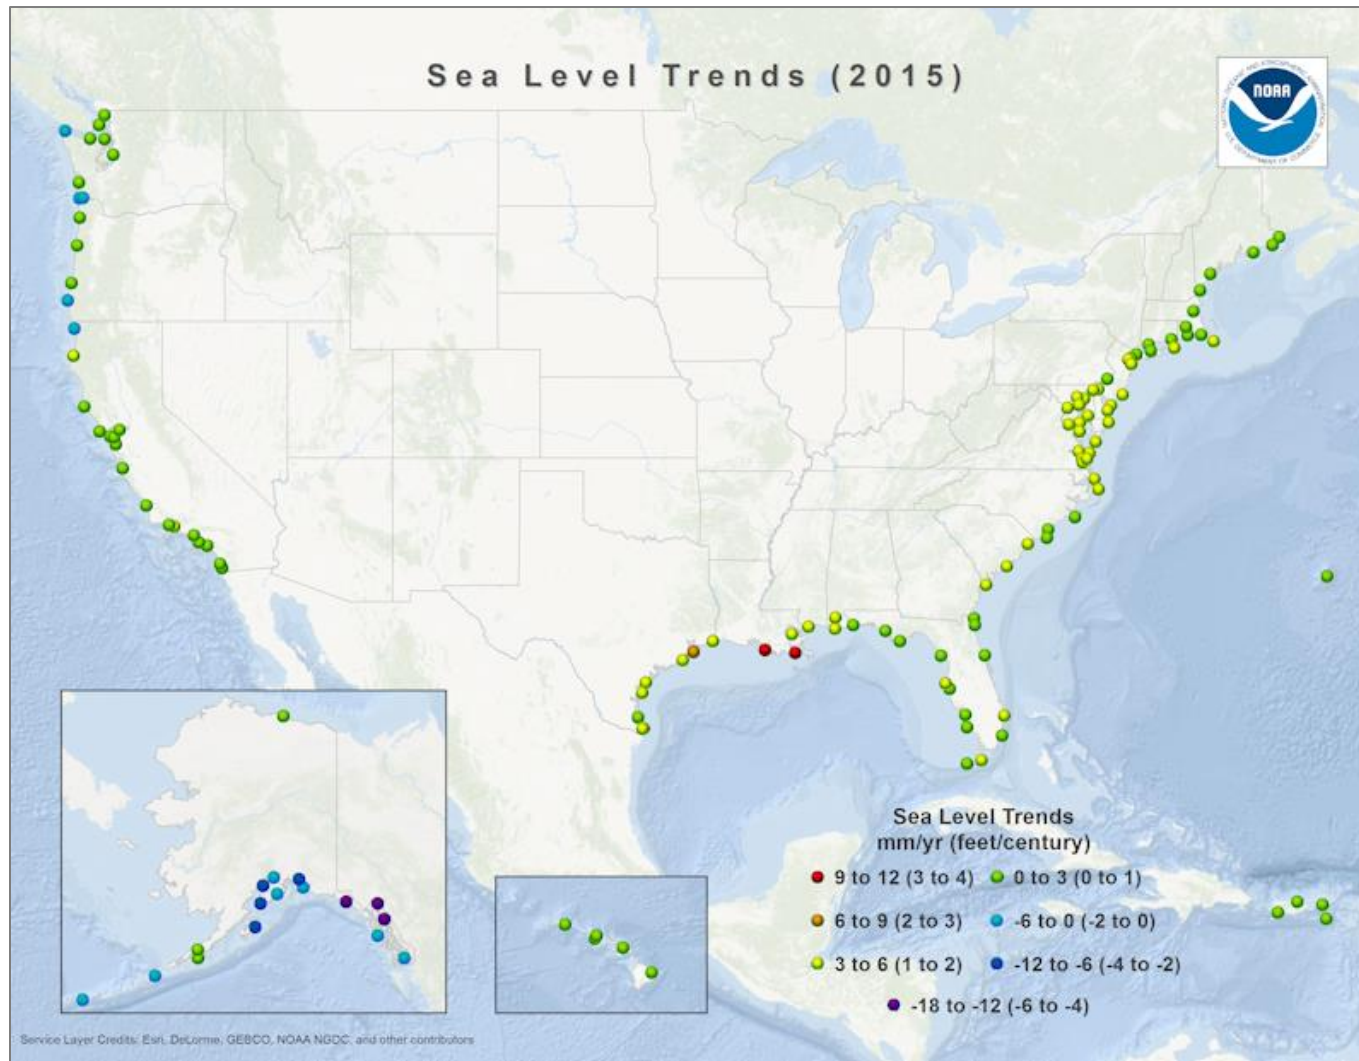 Sea Level Trends (2015)
NOAA
Sea Level Trends
mm/yr (feet/century)
9 to 12 (3 to 4)
0 to 3 (0 to 1)
6 to 9 (2 to 3)
-6 to 0 (-2 to 0)
3 to 6 (1 to 2)
-12 to -6 (-4 to -2)
-18 to -12 (-6 to -4)
Service Layer Credits: Esri, DeLorme, GEBCO, NOAA NGDC, and other contributors